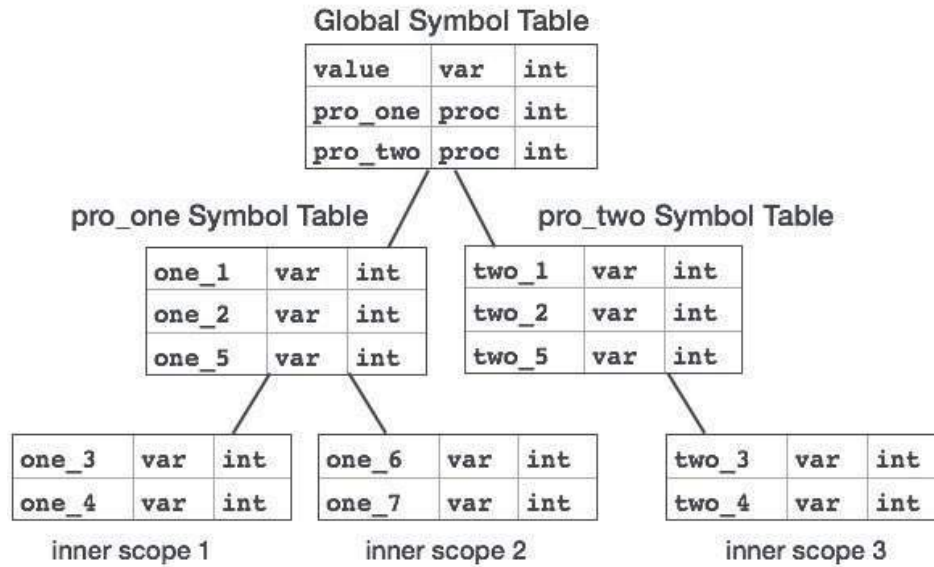 Global Symbol Table
value var int
pro_one proc int
pro_two proc int
pro_one Symbol Table
one_1 var int
one_2 var int
one_5 var int
pro_two Symbol Table
two_1 var int
two_2 var int
two_5 var int
one_3 var int
one_4 var int
inner scope 1
one_6 var int
one_7 var int
inner scope 2
two_3 var int
two_4 var int
inner scope 3